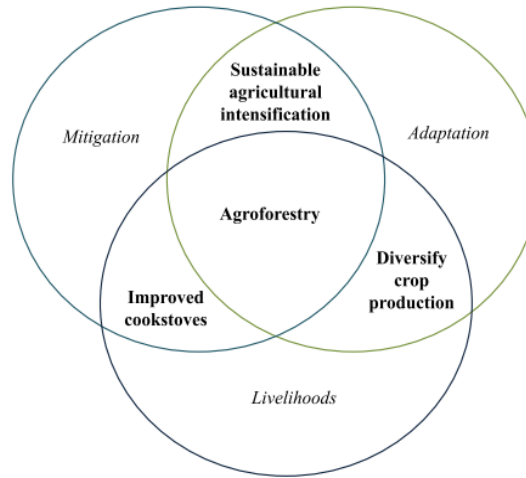 Sustainable
agricultural
intensification
Mitigation
Adaptation
Agroforestry
Diversify
crop
production
Improved
cookstoves
Livelihoods